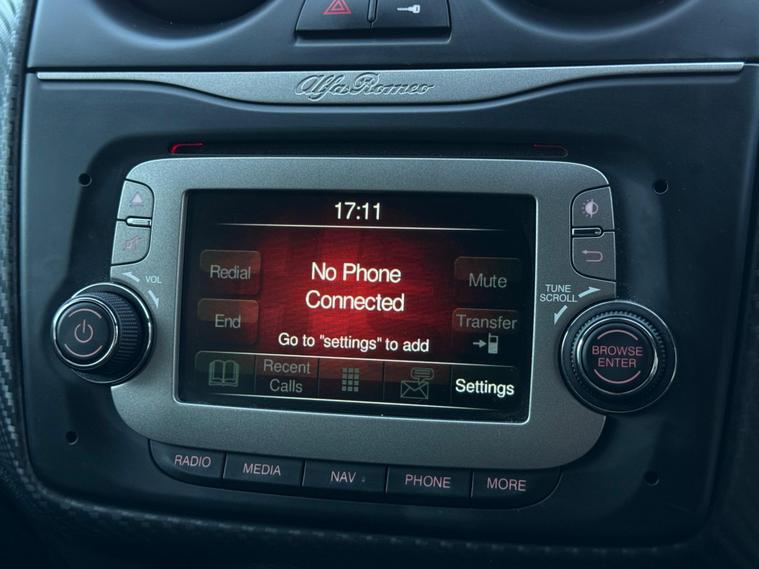 Alfa Romeo
17:11
Redial
No Phone
Connected
Mute
End
Transfer
Go to "settings" to add
Recent
Calls
Settings
VOL
TUNE
SCROLL
BROWSE
ENTER
RADIO
MEDIA
NAV
PHONE
MORE